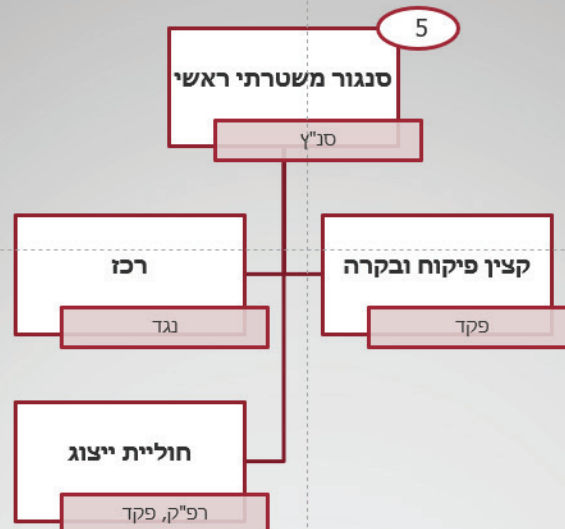 5
סנגור משטרתי ראשי
סנ"ץ
קצין פיקוח ובקרה
פקד
רכז
נגד
חוליית ייצוג
רפ"ק, פקד